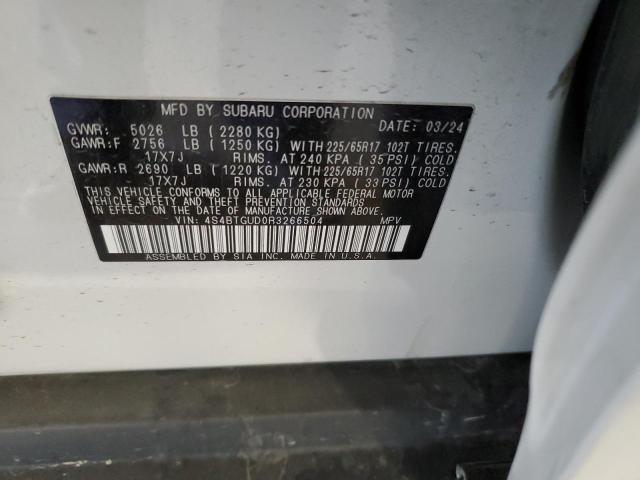 MFD BY SUBARU CORPORATION
GVWR: 5026 LB ( 2280 KG) DATE: 03/24
GAWR:F 2756 LB ( 1250 KG) WITH 225/65R17 102T TIRES.
17X7J RIMS. AT 240 KPA ( 35 PSI) COLD
GAWR:R 2690 LB ( 1220 KG) WITH 225/65R17 102T TIRES.
17X7J RIMS. AT 230 KPA ( 33 PSI) COLD
THIS VEHICLE CONFORMS TO ALL APPLICABLE FEDERAL MOTOR
VEHICLE SAFETY AND THEFT PREVENTION STANDARDS IN EFFECT
ON THE DATE OF MANUFACTURE SHOWN ABOVE.
VIN: 4S4BTGUD0R3266504 MPV
ASSEMBLED BY SIA INC. MADE IN U.S.A.